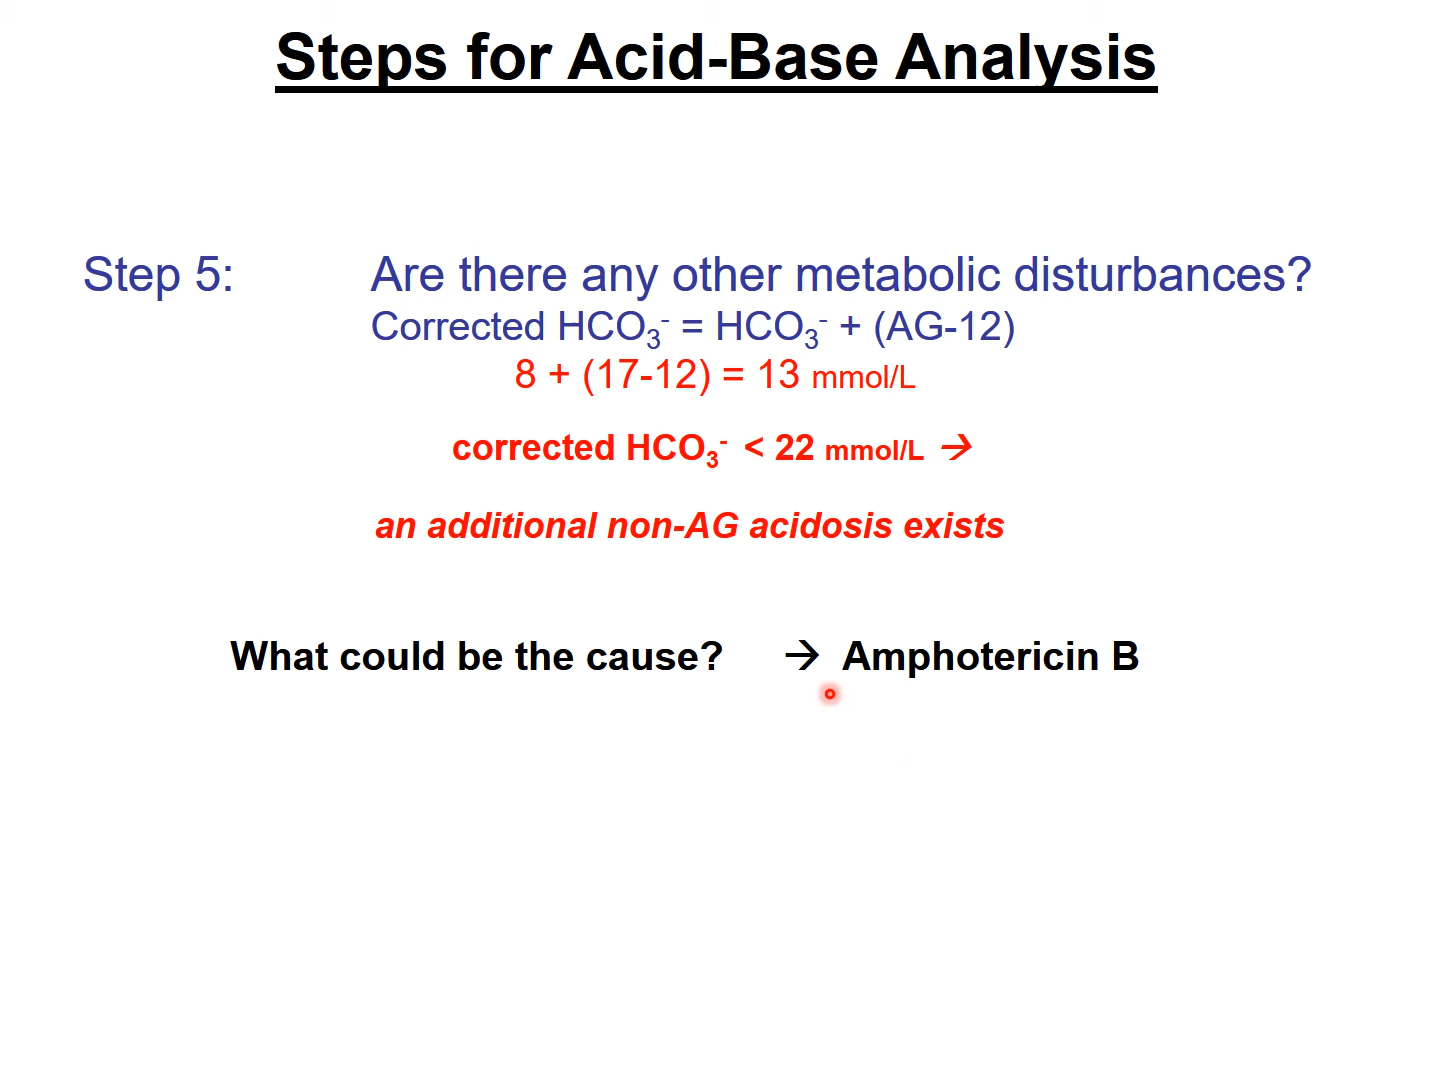 Steps for Acid-Base Analysis
Step 5: Are there any other metabolic disturbances?
Corrected HCO₃⁻ = HCO₃⁻ + (AG-12)
8 + (17-12) = 13 mmol/L
corrected HCO₃⁻ < 22 mmol/L →
an additional non-AG acidosis exists
What could be the cause? → Amphotericin B